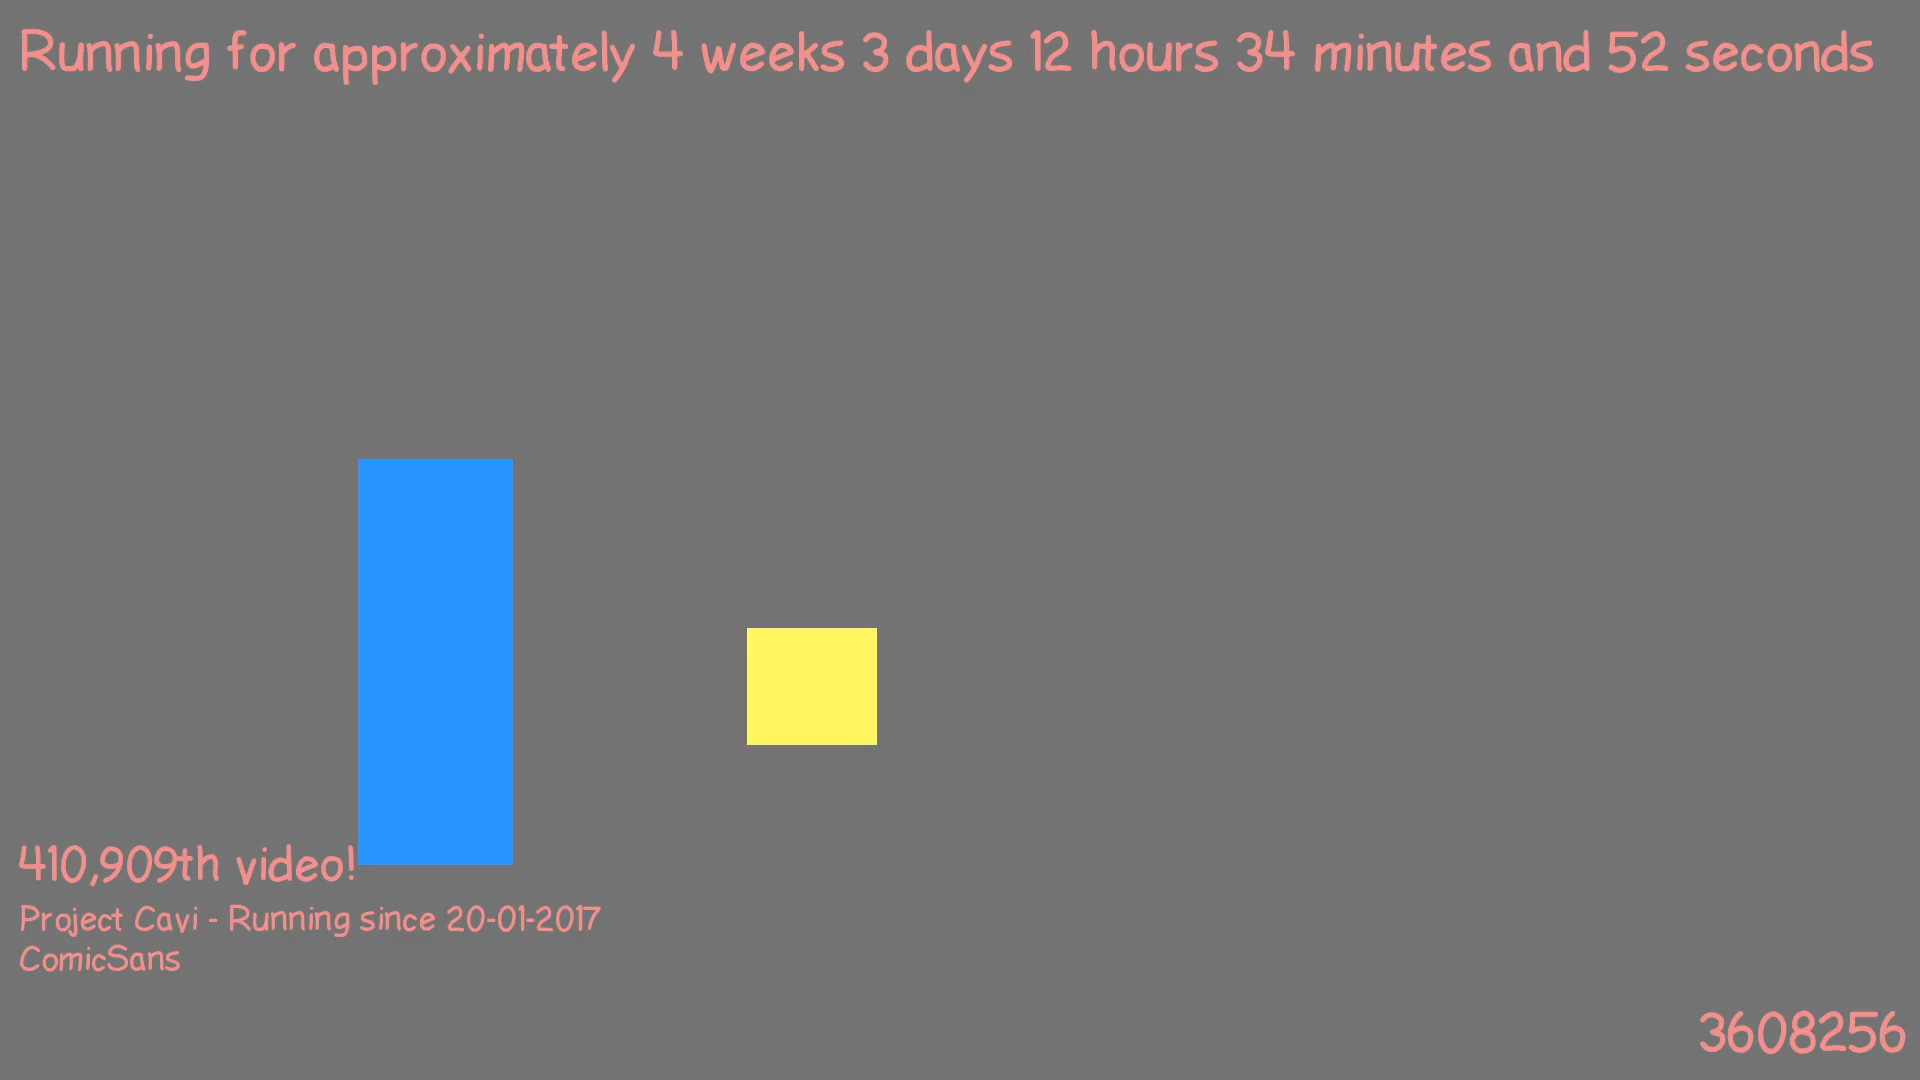 Running for approximately 4 weeks 3 days 12 hours 34 minutes and 52 seconds
410,909th video!
Project Cavi - Running since 20-01-2017
ComicSans
3608256